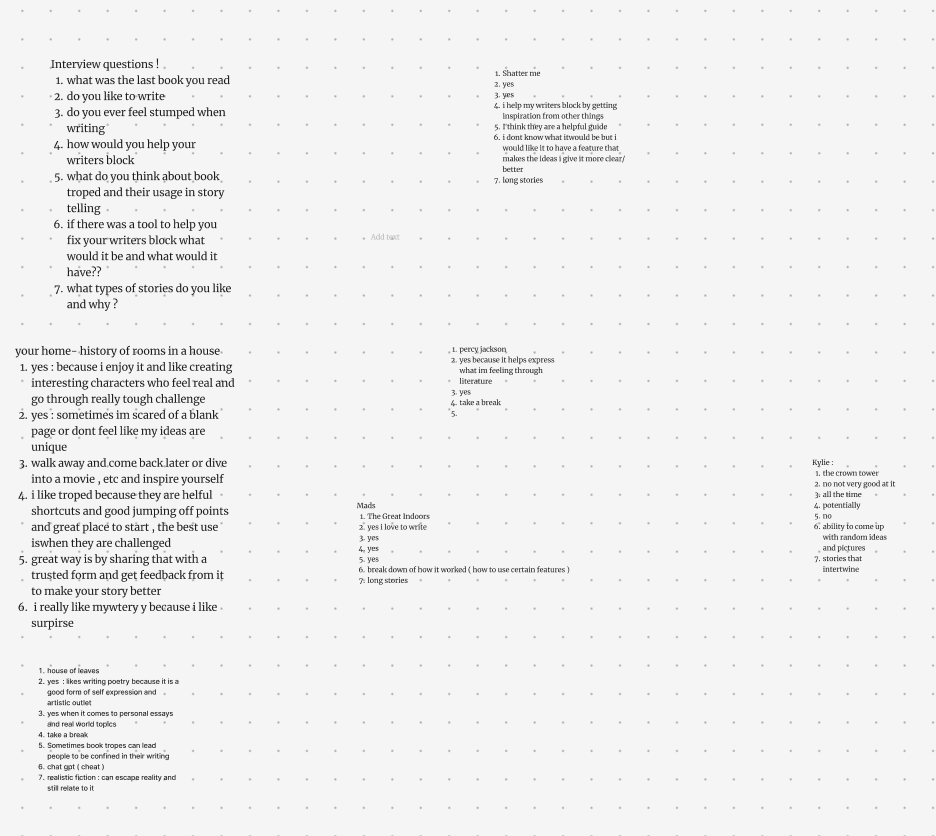 Interview questions !
1. what was the last book you read
2. do you like to write
3. do you ever feel stumped when
writing
4. how would you help your
writers block
5. what do you think about book
troped and their usage in story
telling
6. if there was a tool to help you
fix your writers block what
would it be and what would it
have??
7. what types of stories do you like
and why ?
1. Shatter me
2. yes
3. yes
4. i help my writers block by getting
inspiration from other things
5. I'think they are a helpful guide
6. i dont know what itwould be but i
would like it to have a feature that
makes the ideas i give it more clear/
better
7. long stories
Add text
your home- history of rooms in a house
1. yes : because i enjoy it and like creating
interesting characters who feel real and
go through really tough challenge
2. yes : sometimes im scared of a blank
page or dont feel like my ideas are
unique
3. walk away and come back later or dive
into a movie , etc and inspire yourself
4. i like troped because they are helful
shortcuts and good jumping off points
and great place to start , the best use
iswhen they are challenged
5. great way is by sharing that with a
trusted form and get feedback from it
to make your story better
6. i really like mywtery y because i like
surpirse
1. percy jackson
2. yes because it helps express
what im feeling through
literature
3. yes
4. take a break
5.
Mads
1. The Great Indoors
2. yes i love to write
3. yes
4. yes
5. yes
6. break down of how it worked ( how to use certain features )
7. long stories
Kylie :
1. the crown tower
2. no not very good at it
3. all the time
4. potentially
5. no
6. ability to come up
with random ideas
and pictures
7. stories that
intertwine
1. house of leaves
2. yes : likes writing poetry because it is a
good form of self expression and
artistic outlet
3. yes when it comes to personal essays
and real world topics
4. take a break
5. Sometimes book tropes can lead
people to be confined in their writing
6. chat gpt ( cheat )
7. realistic fiction : can escape reality and
still relate to it